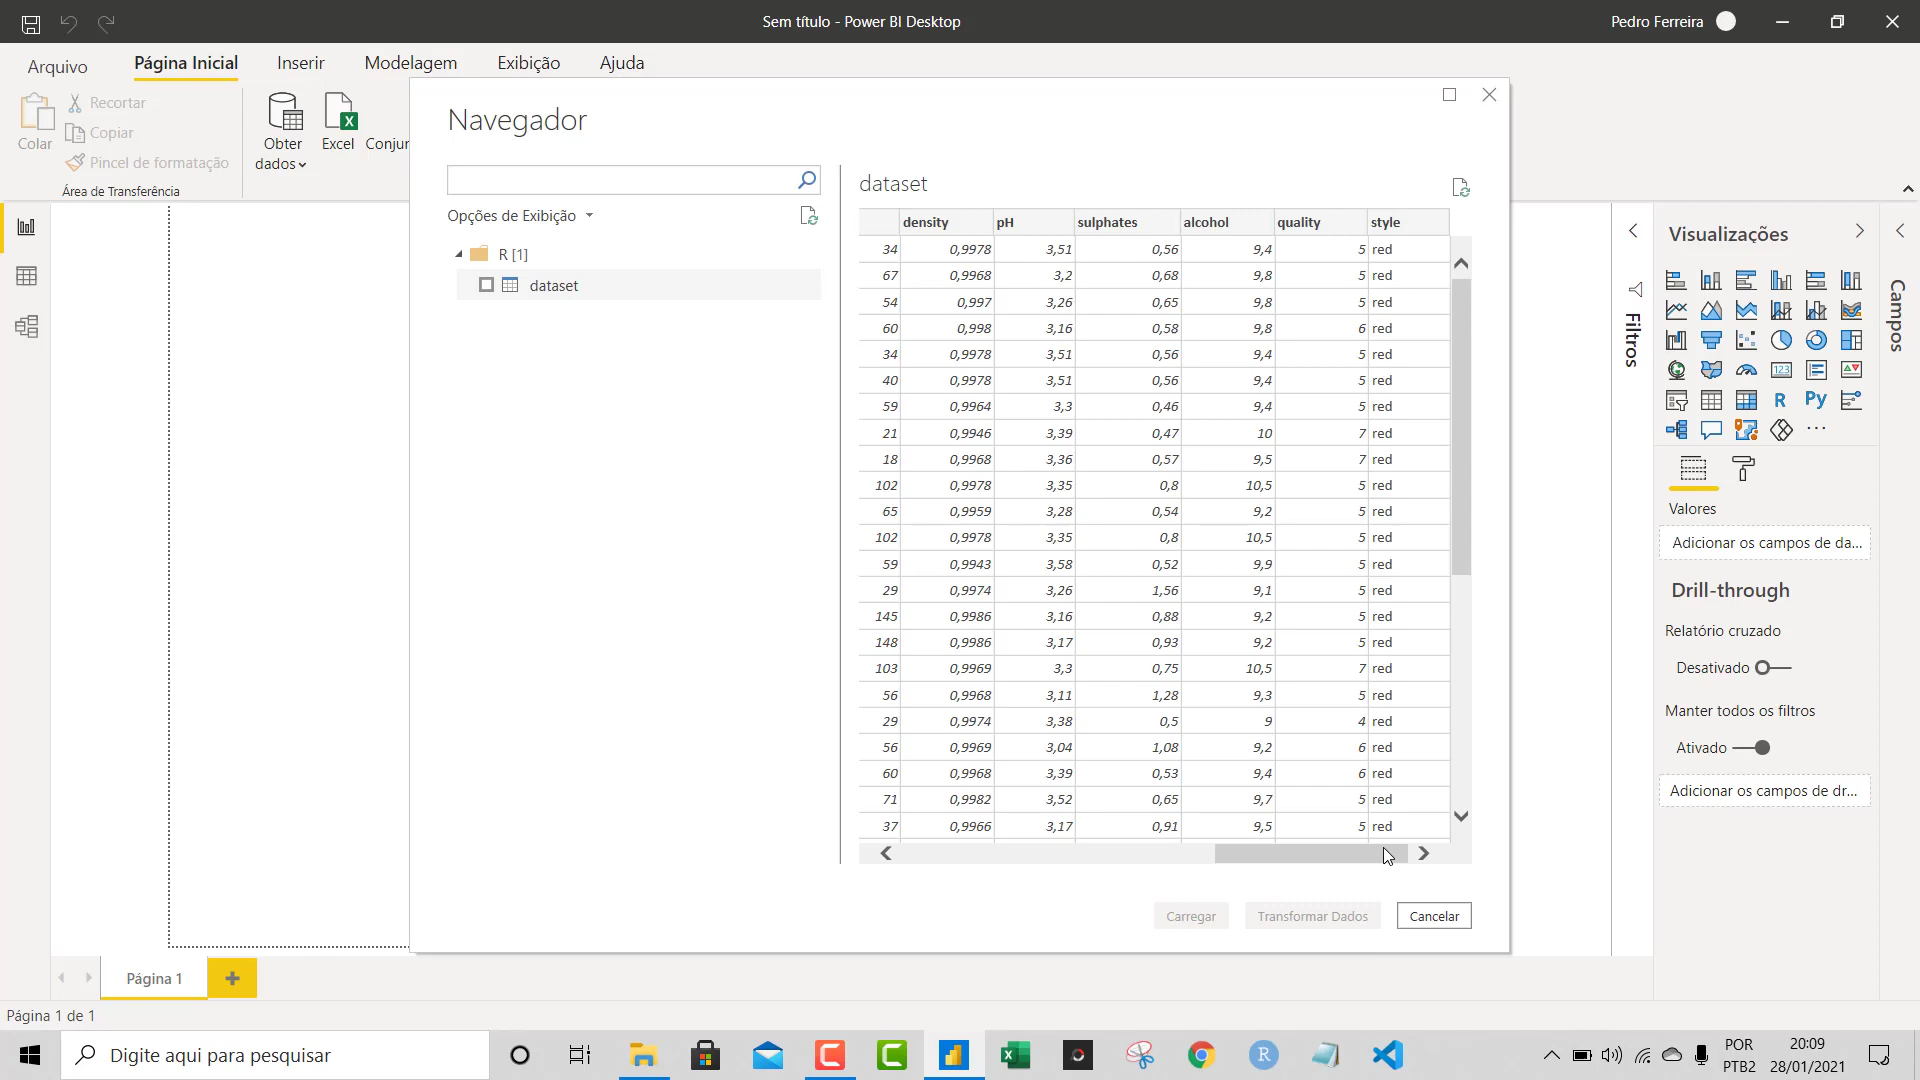 Sem título - Power BI Desktop
Pedro Ferreira
Arquivo Página Inicial Inserir Modelagem Exibição Ajuda
Colar
Recortar
Copiar
Pincel de formatação
Área de Transferência
Obter dados
Excel
Conjur
Navegador
Opções de Exibição
R [1]
dataset
dataset
density pH sulphates alcohol quality style
34 0,9978 3,51 0,56 9,4 5 red
67 0,9968 3,2 0,68 9,8 5 red
54 0,997 3,26 0,65 9,8 5 red
60 0,998 3,16 0,58 9,8 6 red
34 0,9978 3,51 0,56 9,4 5 red
40 0,9978 3,51 0,56 9,4 5 red
59 0,9964 3,3 0,46 9,4 5 red
21 0,9946 3,39 0,47 10 7 red
18 0,9968 3,36 0,57 9,5 7 red
102 0,9978 3,35 0,8 10,5 5 red
65 0,9959 3,28 0,54 9,2 5 red
102 0,9978 3,35 0,8 10,5 5 red
59 0,9943 3,58 0,52 9,9 5 red
29 0,9974 3,26 1,56 9,1 5 red
145 0,9986 3,16 0,88 9,2 5 red
148 0,9986 3,17 0,93 9,2 5 red
103 0,9969 3,3 0,75 10,5 7 red
56 0,9968 3,11 1,28 9,3 5 red
29 0,9974 3,38 0,5 9 4 red
56 0,9969 3,04 1,08 9,2 6 red
60 0,9968 3,39 0,53 9,4 6 red
71 0,9982 3,52 0,65 9,7 5 red
37 0,9966 3,17 0,91 9,5 5 red
Carregar
Transformar Dados
Cancelar
Filtros
Visualizações
123
R
Py
Valores
Adicionar os campos de da...
Drill-through
Relatório cruzado
Desativado
Manter todos os filtros
Ativado
Adicionar os campos de dr...
Campos
Página 1
Página 1 de 1
Digite aqui para pesquisar
POR
PTB2
20:09
28/01/2021